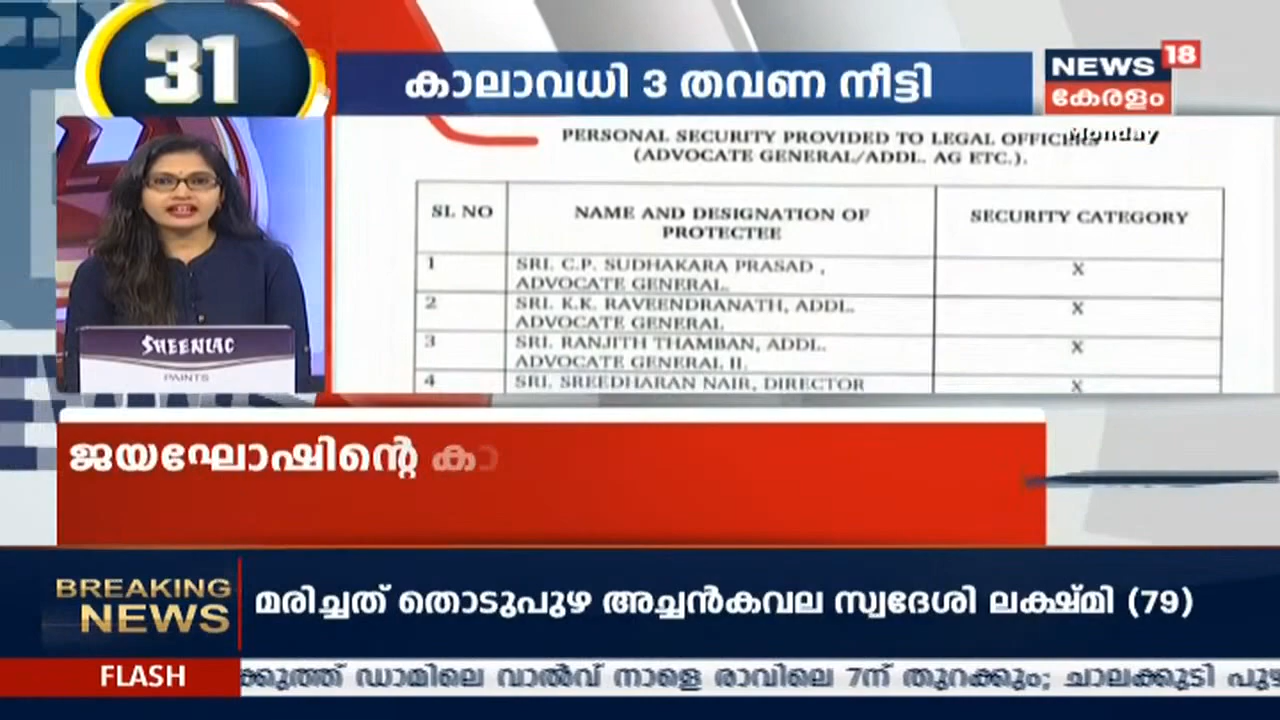 31
കാലാവധി 3 തവണ നീട്ടി
NEWS 18
കേരളം
Monday
PERSONAL SECURITY PROVIDED TO LEGAL OFFICERS
(ADVOCATE GENERAL/ADDL. AG ETC.).
SL NO NAME AND DESIGNATION OF PROTECTEE SECURITY CATEGORY
1 SRI. C.P. SUDHAKARA PRASAD , ADVOCATE GENERAL. X
2 SRI. K.K. RAVEENDRANATH, ADDL. ADVOCATE GENERAL X
3 SRI. RANJITH THAMBAN, ADDL. ADVOCATE GENERAL II. X
4 SRI. SREEDHARAN NAIR, DIRECTOR X
SHEENLAC
PAINTS
ജയഘോഷിന്റെ കാ
BREAKING NEWS
മരിച്ചത് തൊടുപുഴ അച്ചൻകവല സ്വദേശി ലക്ഷ്മി (79)
FLASH
ക്കുത്ത് ഡാമിലെ വാൽവ് നാളെ രാവിലെ 7ന് തുറക്കും; ചാലക്കുടി പുഴ